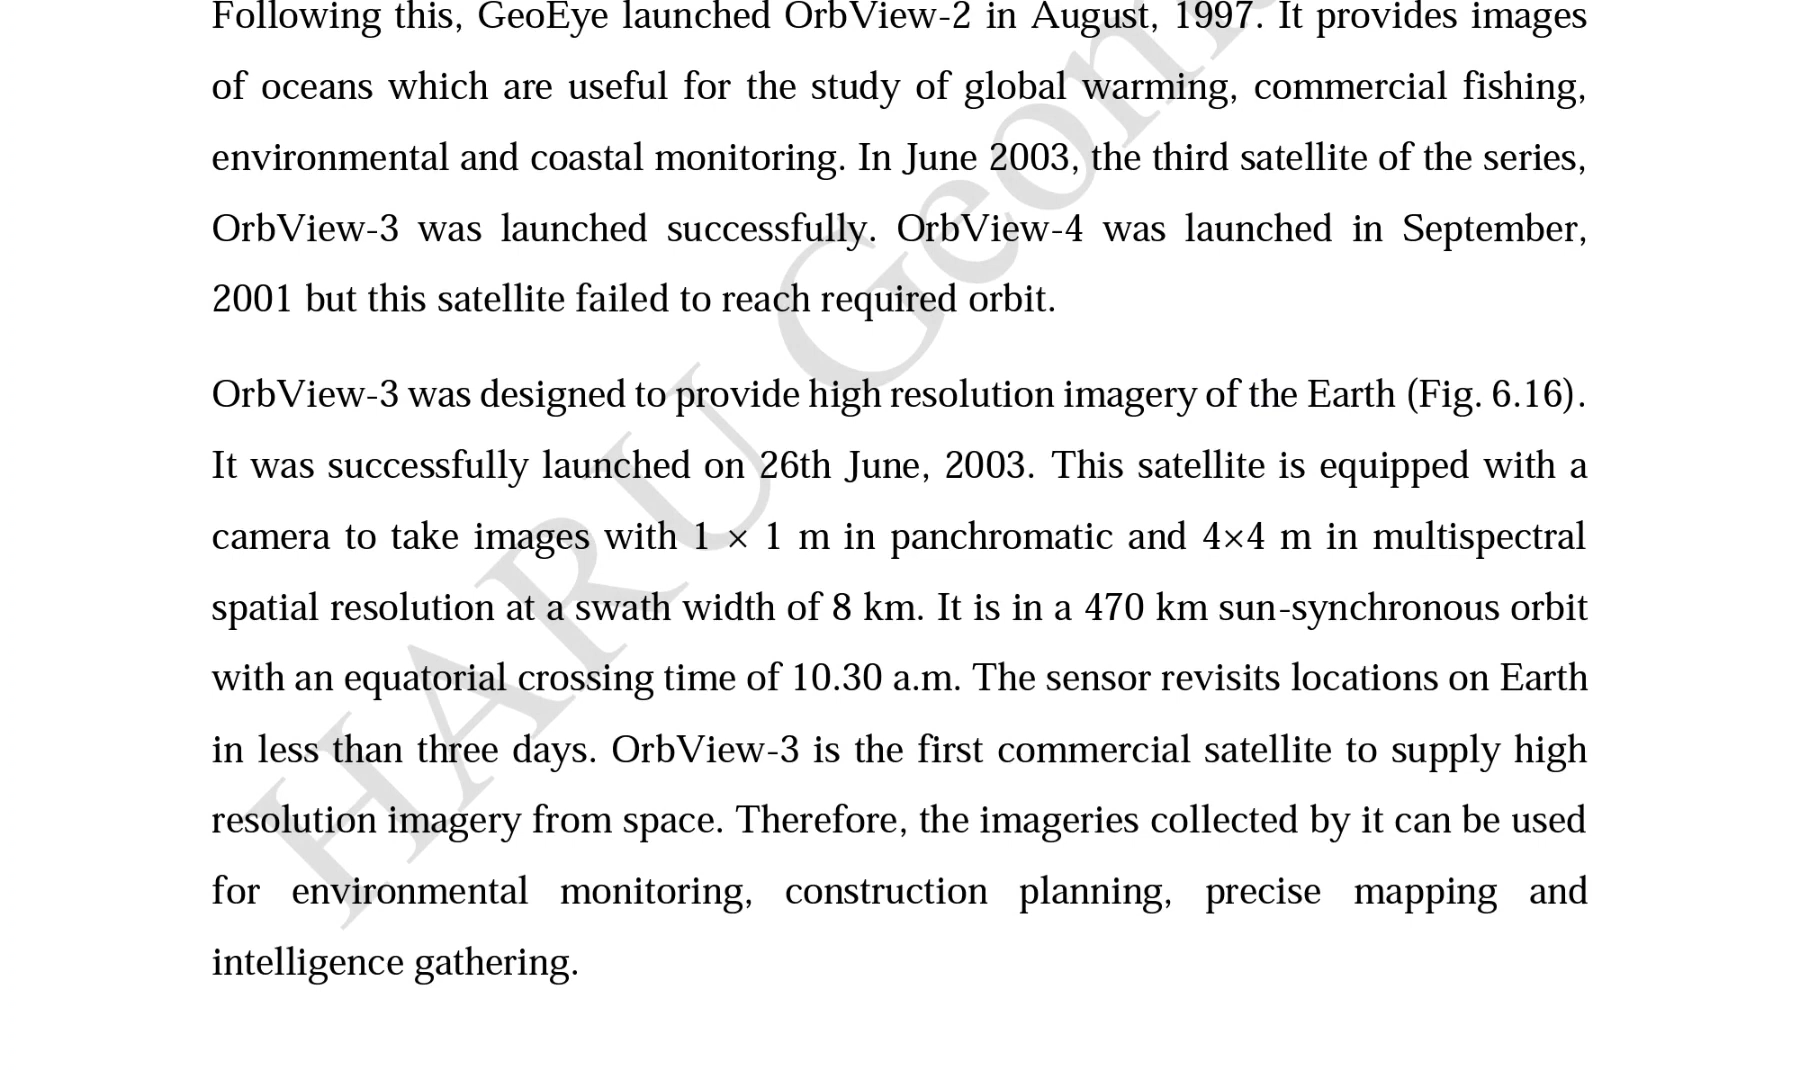 Following this, GeoEye launched OrbView-2 in August, 1997. It provides images
of oceans which are useful for the study of global warming, commercial fishing,
environmental and coastal monitoring. In June 2003, the third satellite of the series,
OrbView-3 was launched successfully. OrbView-4 was launched in September,
2001 but this satellite failed to reach required orbit.
OrbView-3 was designed to provide high resolution imagery of the Earth (Fig. 6.16).
It was successfully launched on 26th June, 2003. This satellite is equipped with a
camera to take images with 1 × 1 m in panchromatic and 4×4 m in multispectral
spatial resolution at a swath width of 8 km. It is in a 470 km sun-synchronous orbit
with an equatorial crossing time of 10.30 a.m. The sensor revisits locations on Earth
in less than three days. OrbView-3 is the first commercial satellite to supply high
resolution imagery from space. Therefore, the imageries collected by it can be used
for environmental monitoring, construction planning, precise mapping and
intelligence gathering.
HARU